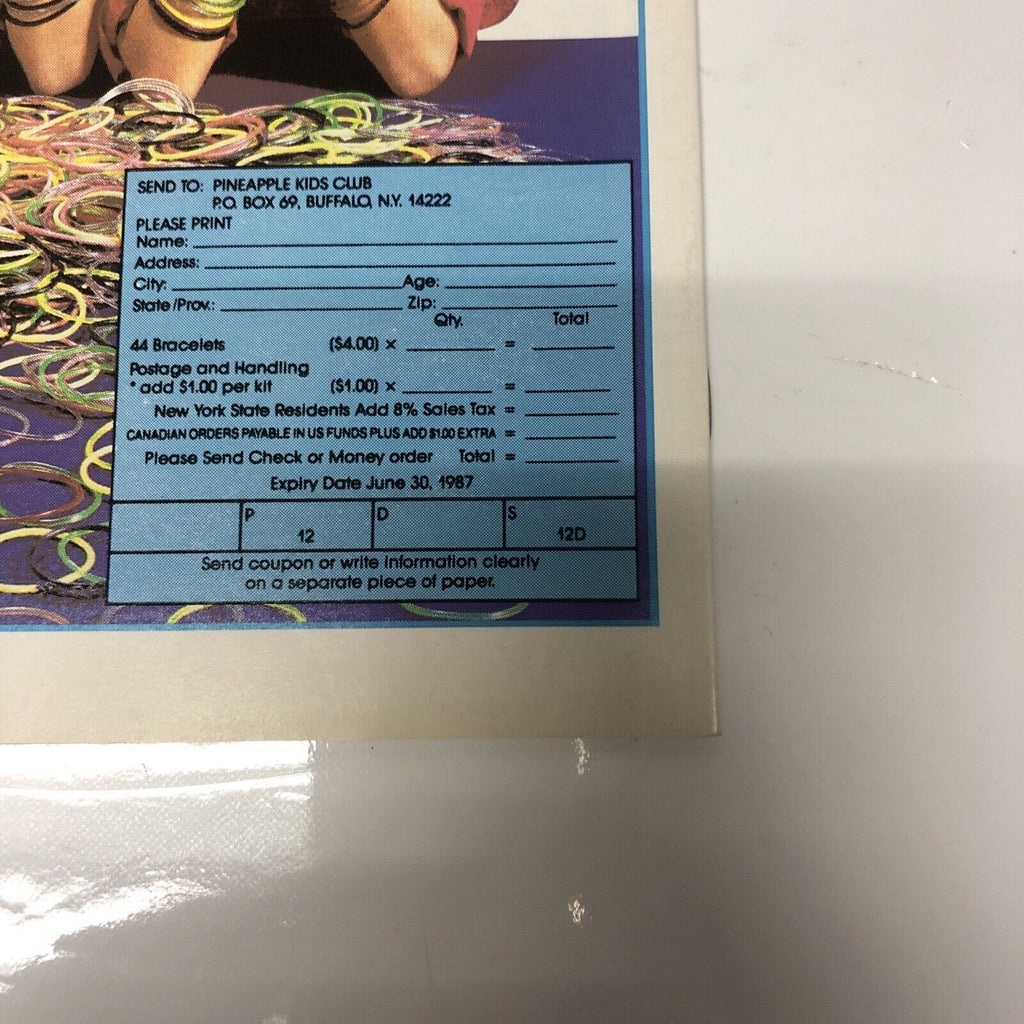 SEND TO: PINEAPPLE KIDS CLUB
P.O. BOX 69, BUFFALO, N.Y. 14222
PLEASE PRINT
Name:
Address:
City: Age:
State/Prov.: Zip:
Qty. Total
44 Bracelets ($4.00) × =
Postage and Handling
* add $1.00 per kit ($1.00) × =
New York State Residents Add 8% Sales Tax =
CANADIAN ORDERS PAYABLE IN US FUNDS PLUS ADD $1.00 EXTRA =
Please Send Check or Money order Total =
Expiry Date June 30, 1987
P 12 D S 12D
Send coupon or write information clearly
on a separate piece of paper.